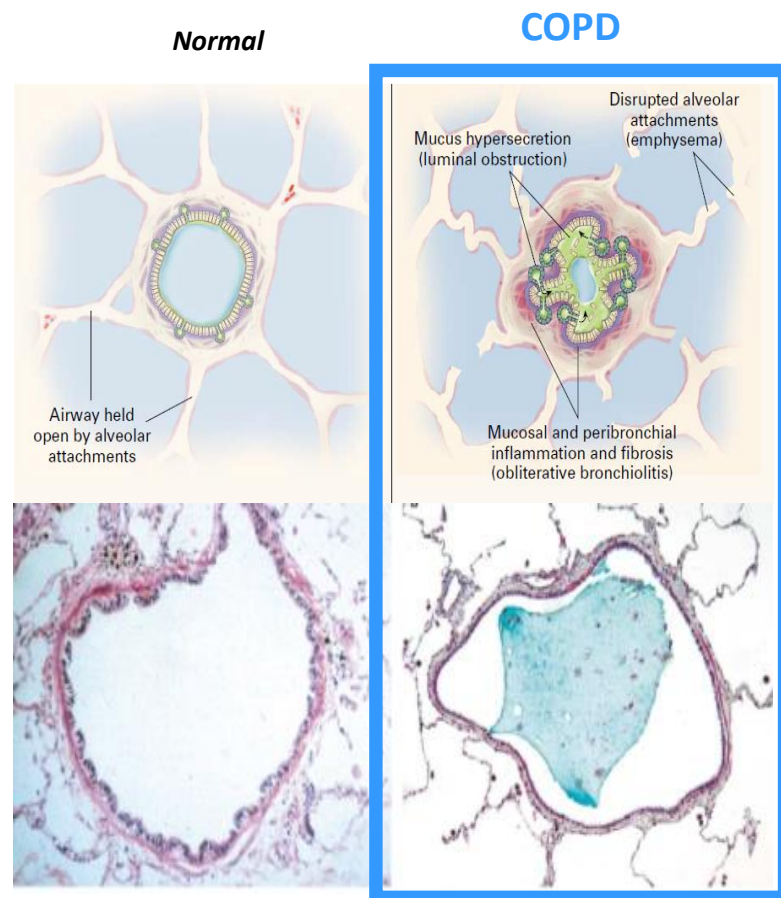 Normal
COPD
Disrupted alveolar
attachments
(emphysema)
Mucus hypersecretion
(luminal obstruction)
Airway held
open by alveolar
attachments
Mucosal and peribronchial
inflammation and fibrosis
(obliterative bronchiolitis)